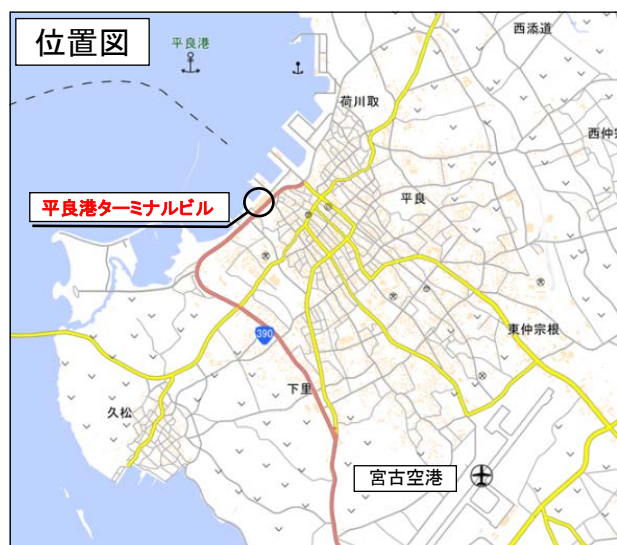 位置図
平良港
西添道
荷川取
西仲宗
平良港ターミナルビル
平良
東仲宗根
390
下里
久松
宮古空港